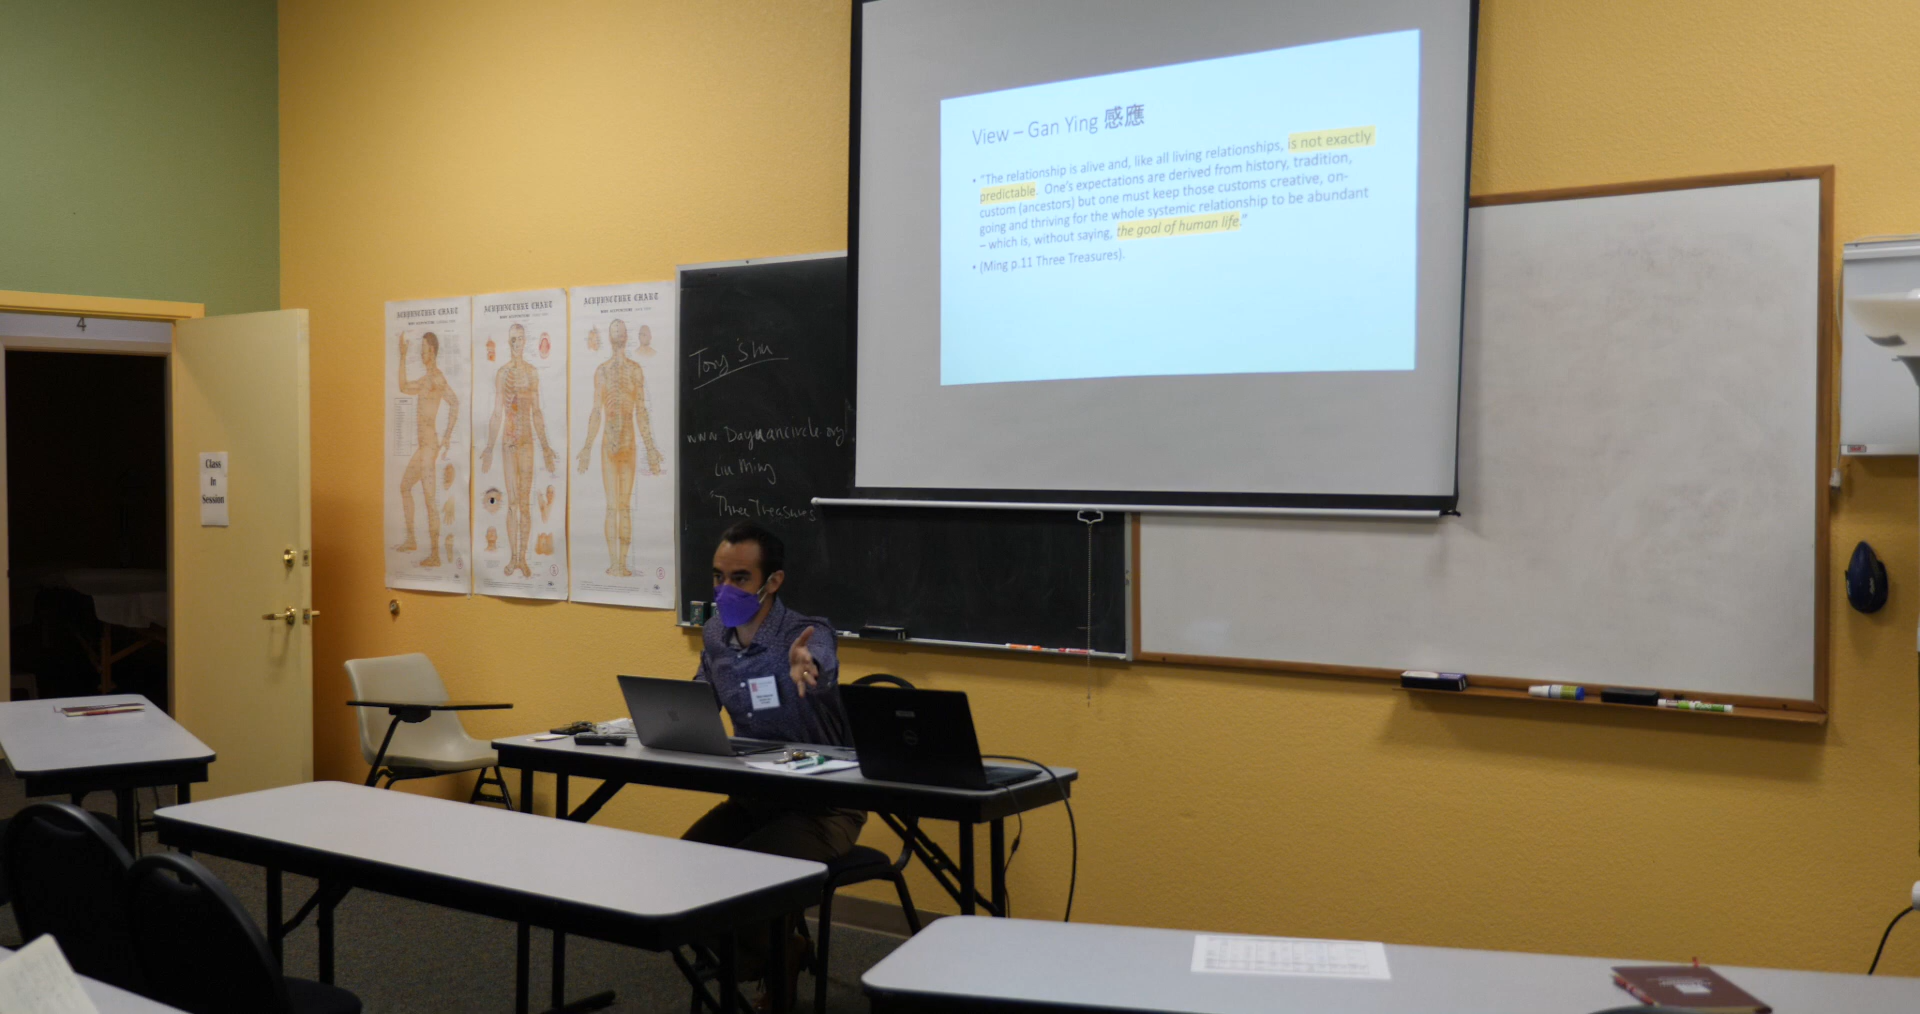 4
Class
In
Session
ACUPUNCTURE CHART
ACUPUNCTURE CHART
ACUPUNCTURE CHART
www
Liu Ming
"Three Treasures
View – Gan Ying 感應
• "The relationship is alive and, like all living relationships, is not exactly
predictable. One's expectations are derived from history, tradition,
custom (ancestors) but one must keep those customs creative, on-
going and thriving for the whole systemic relationship to be abundant
– which is, without saying, the goal of human life."
• (Ming p.11 Three Treasures).